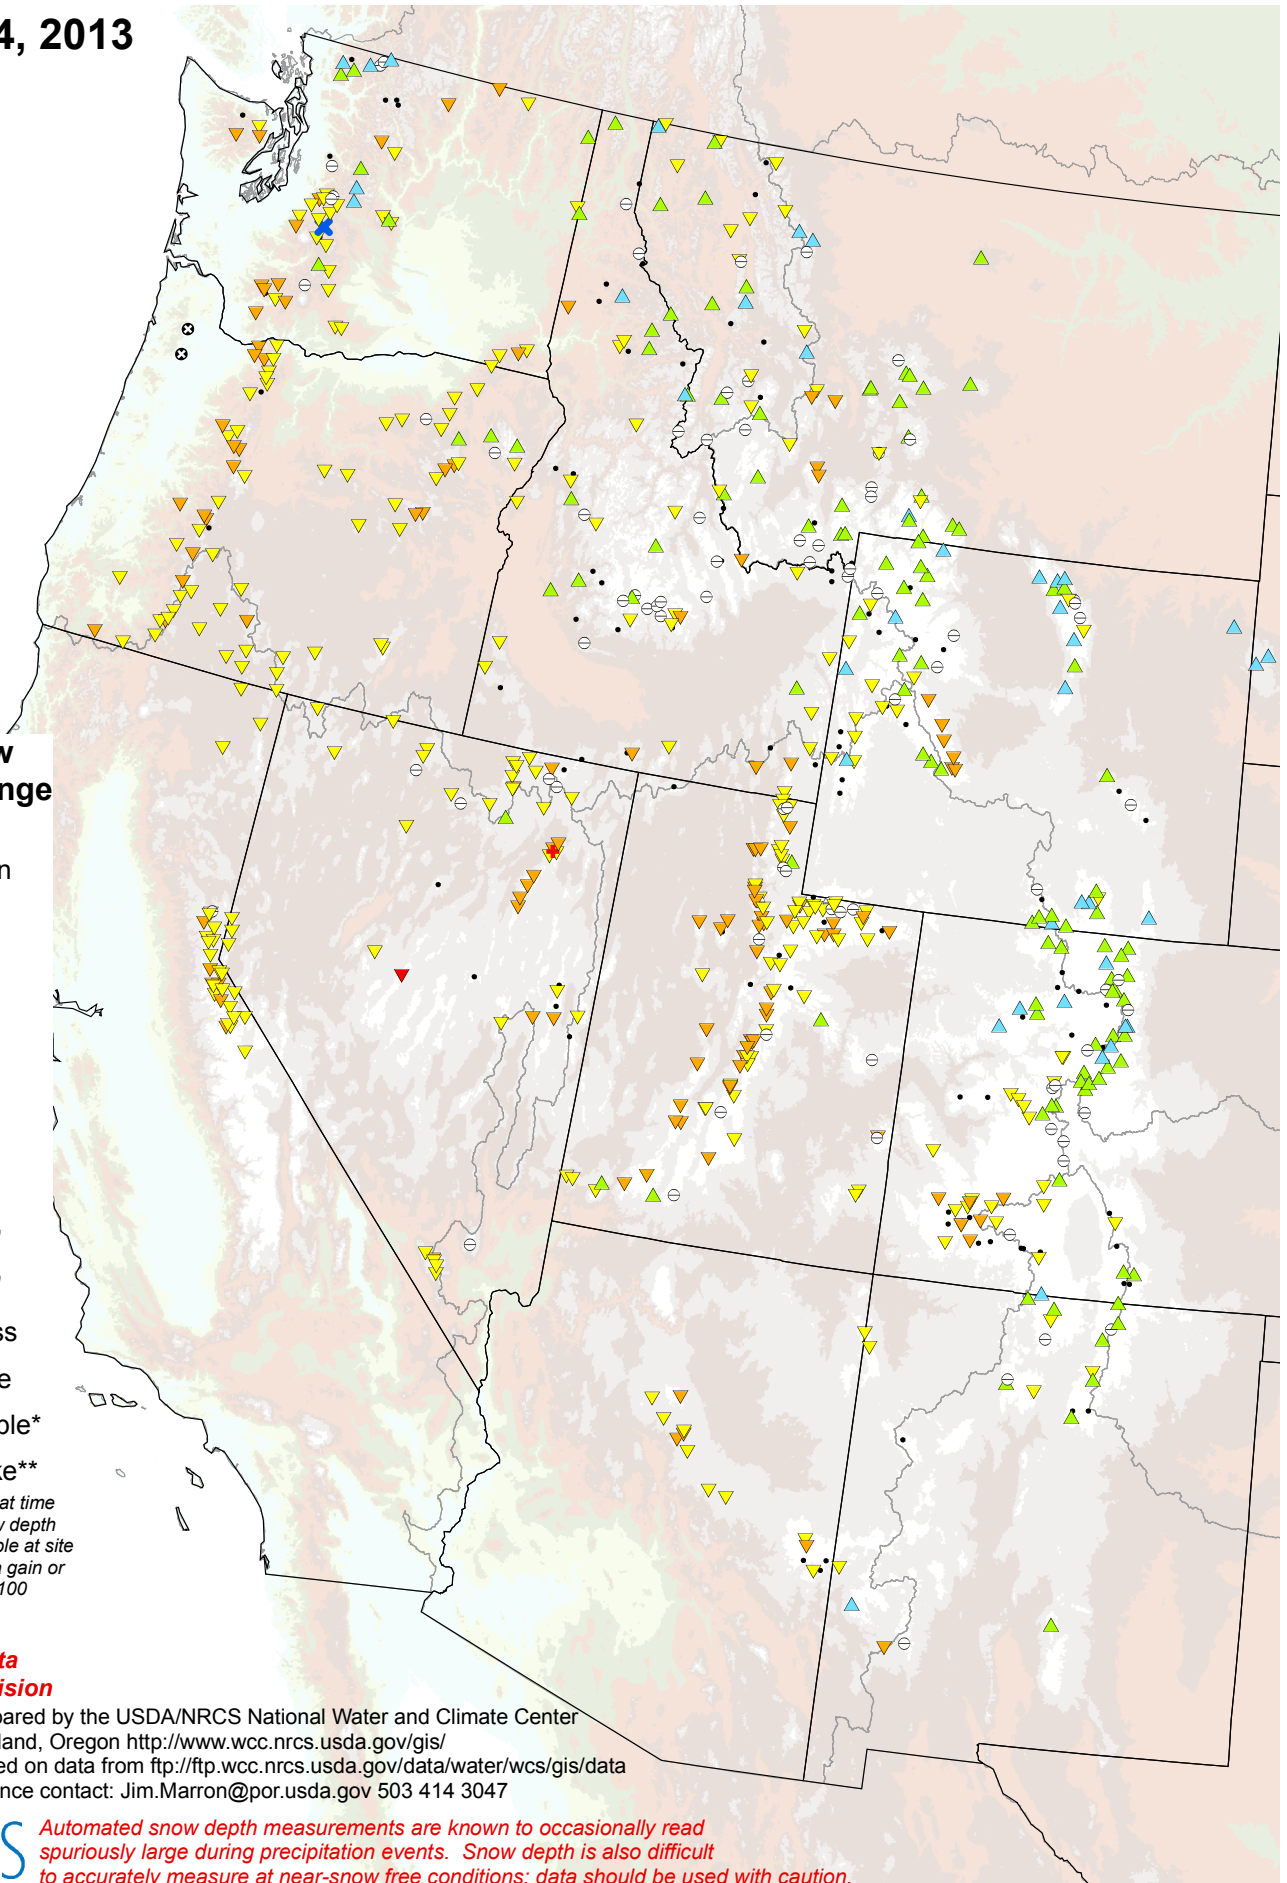 4, 2013
w
nge
n
ss
e
ble*
ke**
at time
w depth
ble at site
a gain or
100
ta
ision
pared by the USDA/NRCS National Water and Climate Center
land, Oregon http://www.wcc.nrcs.usda.gov/gis/
ed on data from ftp://ftp.wcc.nrcs.usda.gov/data/water/wcs/gis/data
nce contact: Jim.Marron@por.usda.gov 503 414 3047
S
Automated snow depth measurements are known to occasionally read
spuriously large during precipitation events. Snow depth is also difficult
to accurately measure at near-snow free conditions; data should be used with caution.